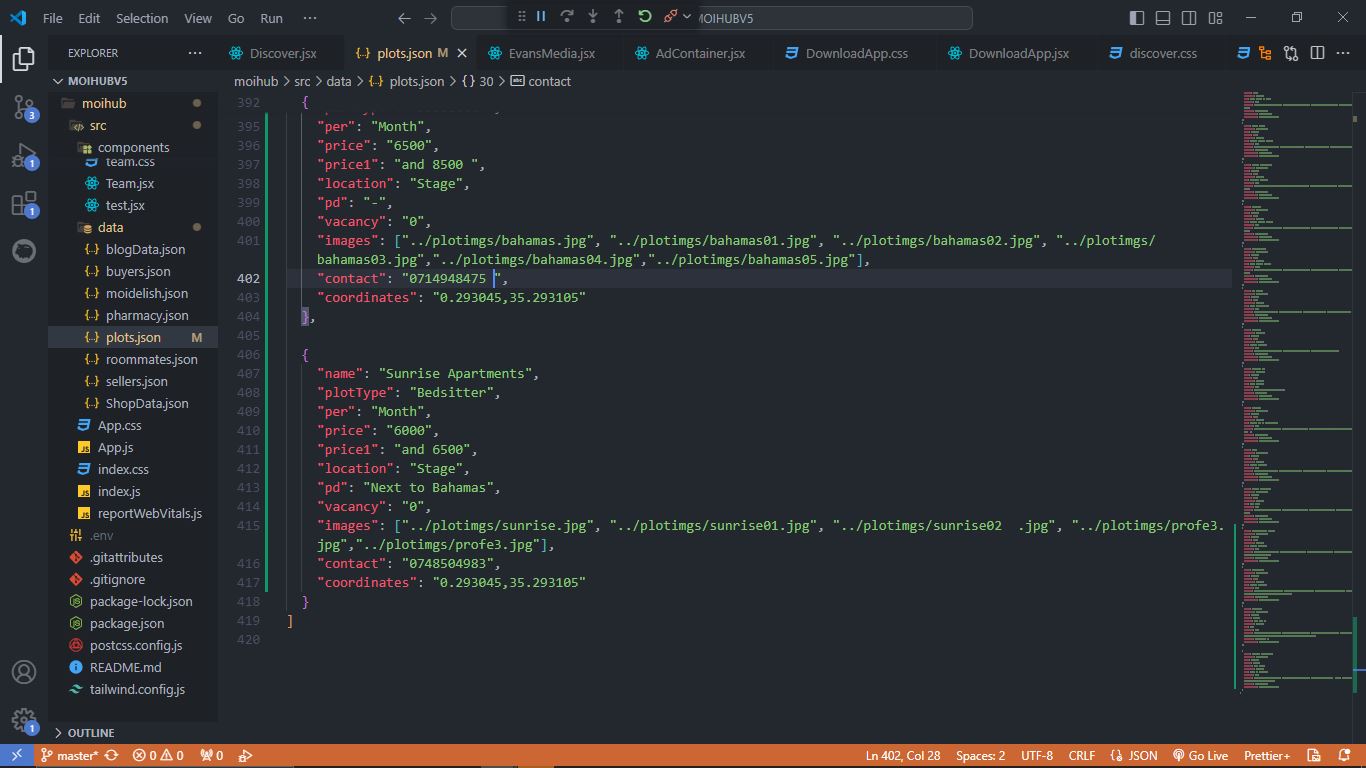 File Edit Selection View Go Run ··· MOIHUBV5
EXPLORER ···
Discover.jsx plots.json M EvansMedia.jsx AdContainer.jsx DownloadApp.css DownloadApp.jsx discover.css ···
MOIHUBV5
moihub
src
components
team.css
Team.jsx
test.jsx
data
blogData.json
buyers.json
moidelish.json
pharmacy.json
plots.json M
roommates.json
sellers.json
ShopData.json
App.css
App.js
index.css
index.js
reportWebVitals.js
.env
.gitattributes
.gitignore
package-lock.json
package.json
postcss.config.js
README.md
tailwind.config.js
OUTLINE
3
1
1
1
moihub > src > data > {..} plots.json > {} 30 > abc contact
392 {
395 "per": "Month",
396 "price": "6500",
397 "price1": "and 8500 ",
398 "location": "Stage",
399 "pd": "-",
400 "vacancy": "0",
401 "images": ["../plotimgs/bahamas.jpg", "../plotimgs/bahamas01.jpg", "../plotimgs/bahamas02.jpg", "../plotimgs/
bahamas03.jpg","../plotimgs/bahamas04.jpg","../plotimgs/bahamas05.jpg"],
402 "contact": "0714948475 ",
403 "coordinates": "0.293045,35.293105"
404 },
405
406 {
407 "name": "Sunrise Apartments",
408 "plotType": "Bedsitter",
409 "per": "Month",
410 "price": "6000",
411 "price1": "and 6500",
412 "location": "Stage",
413 "pd": "Next to Bahamas",
414 "vacancy": "0",
415 "images": ["../plotimgs/sunrise.jpg", "../plotimgs/sunrise01.jpg", "../plotimgs/sunrise02  .jpg", "../plotimgs/profe3.
jpg","../plotimgs/profe3.jpg"],
416 "contact": "0748504983",
417 "coordinates": "0.293045,35.293105"
418 }
419 ]
420
master* 0 0 0 Ln 402, Col 28 Spaces: 2 UTF-8 CRLF {} JSON Go Live Prettier+